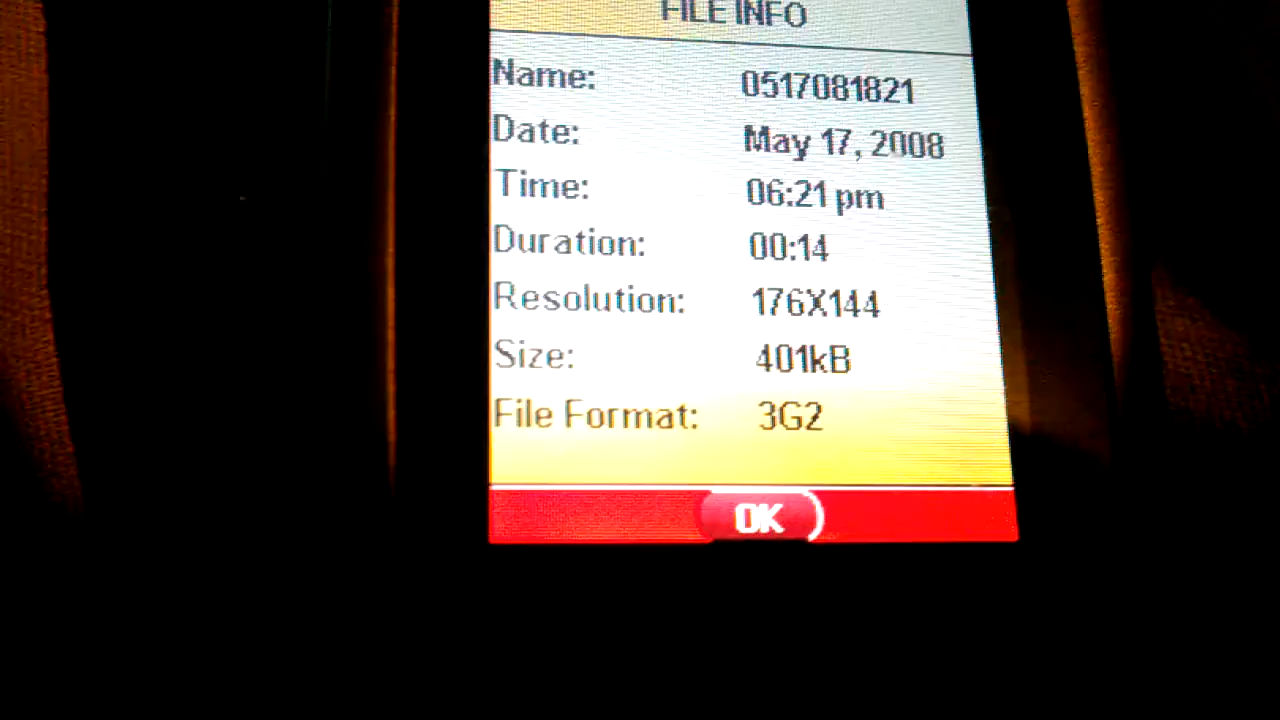 FILE INFO
Name: 0517081821
Date: May 17, 2008
Time: 06:21 pm
Duration: 00:14
Resolution: 176X144
Size: 401kB
File Format: 3G2
OK